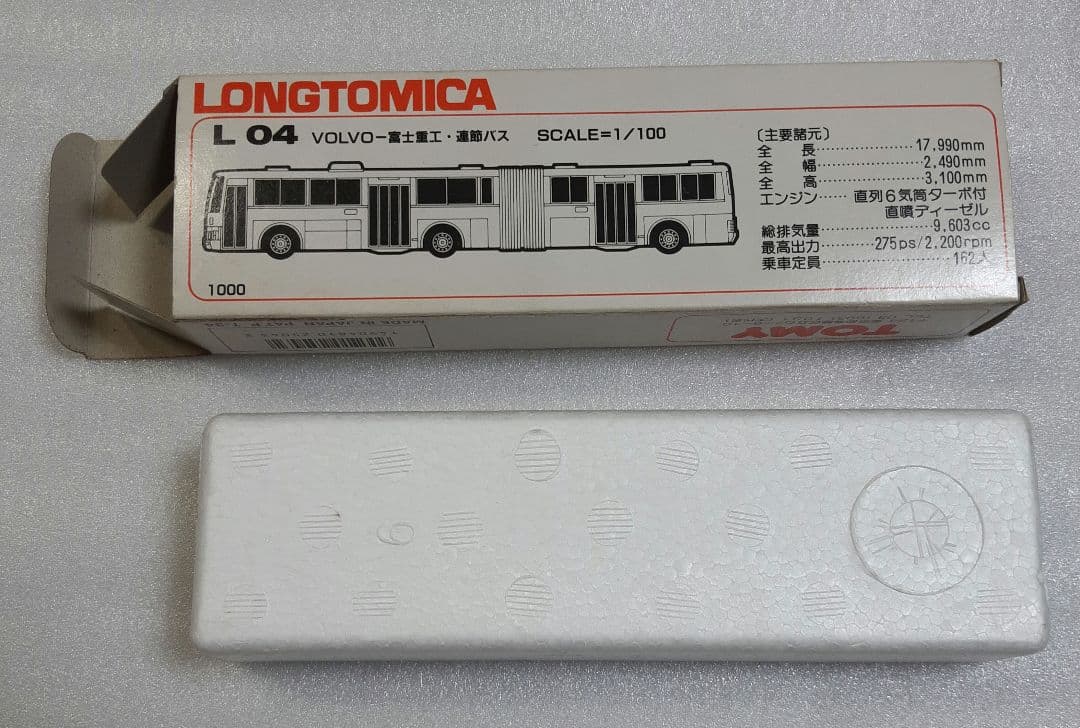 LONGTOMICA
L 04 VOLVO－富士重工・連節バス SCALE=1/100
〔主要諸元〕
全長 17,990mm
全幅 2,490mm
全高 3,100mm
エンジン 直列6気筒ターボ付
直噴ディーゼル
総排気量 9,603cc
最高出力 275ps/2,200rpm
乗車定員 162人
1000
MADE IN JAPAN PAT.P T-34
TOMY
6